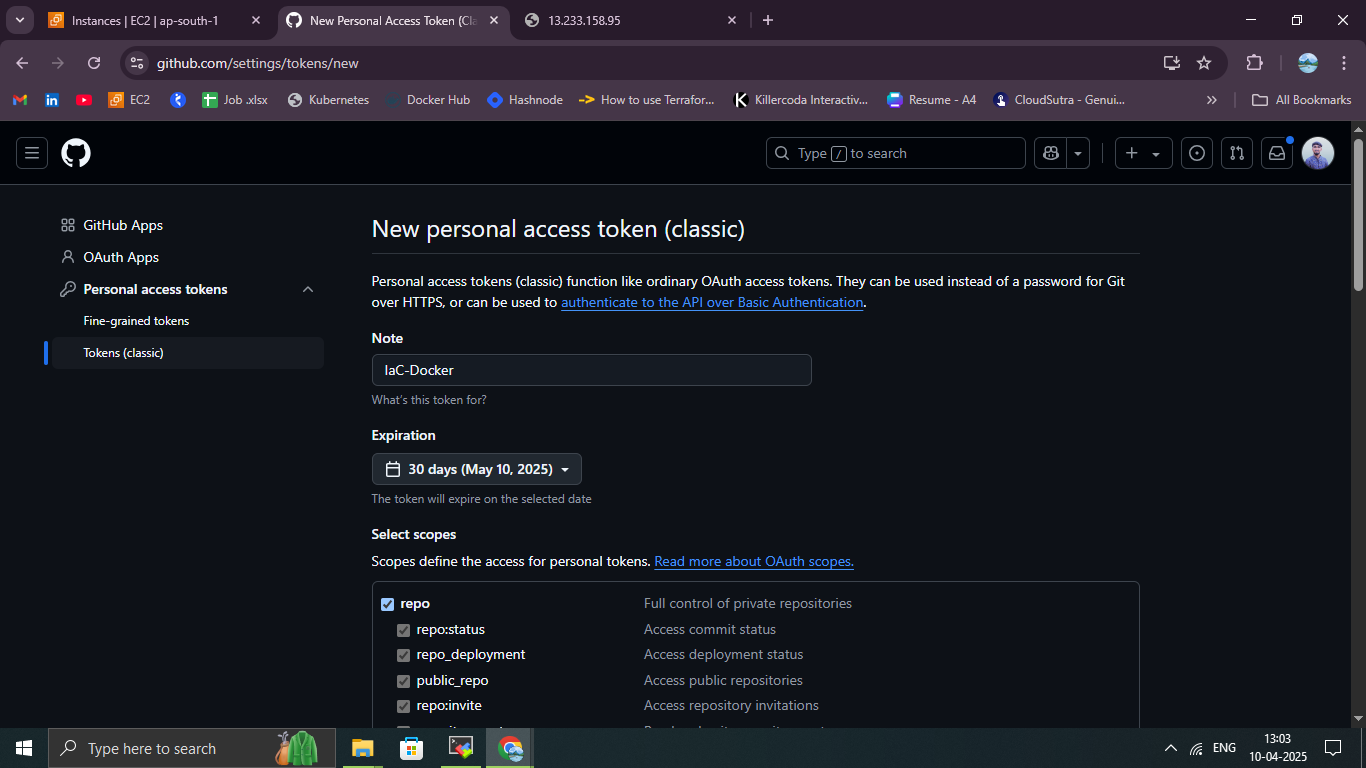 Instances | EC2 | ap-south-1
New Personal Access Token (Cla
13.233.158.95
github.com/settings/tokens/new
EC2
Job .xlsx
Kubernetes
Docker Hub
Hashnode
How to use Terrafor...
Killercoda Interactiv...
Resume - A4
CloudSutra - Genui...
All Bookmarks
Type / to search
GitHub Apps
OAuth Apps
Personal access tokens
Fine-grained tokens
Tokens (classic)
New personal access token (classic)
Personal access tokens (classic) function like ordinary OAuth access tokens. They can be used instead of a password for Git
over HTTPS, or can be used to authenticate to the API over Basic Authentication.
Note
IaC-Docker
What's this token for?
Expiration
30 days (May 10, 2025)
The token will expire on the selected date
Select scopes
Scopes define the access for personal tokens. Read more about OAuth scopes.
repo Full control of private repositories
repo:status Access commit status
repo_deployment Access deployment status
public_repo Access public repositories
repo:invite Access repository invitations
Type here to search
ENG
13:03
10-04-2025